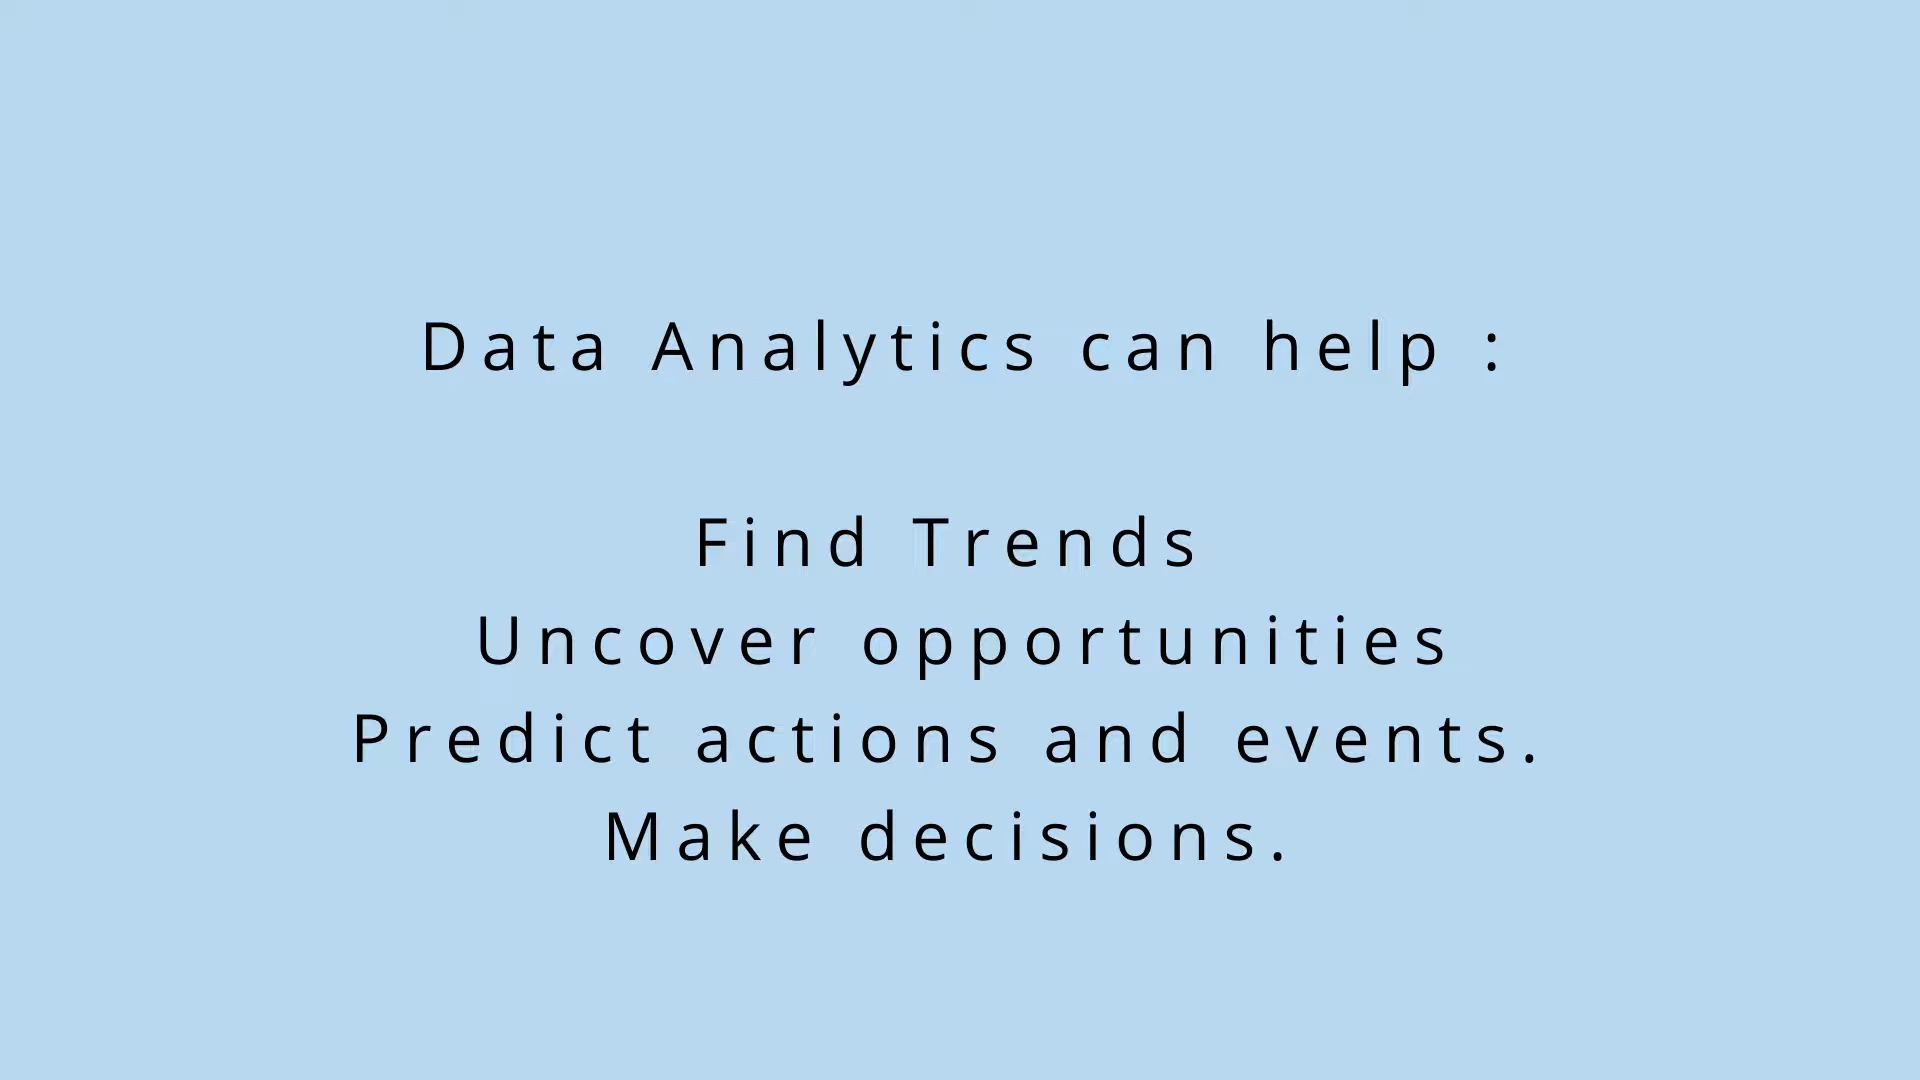 Data Analytics can help :
Find Trends
Uncover opportunities
Predict actions and events.
Make decisions.